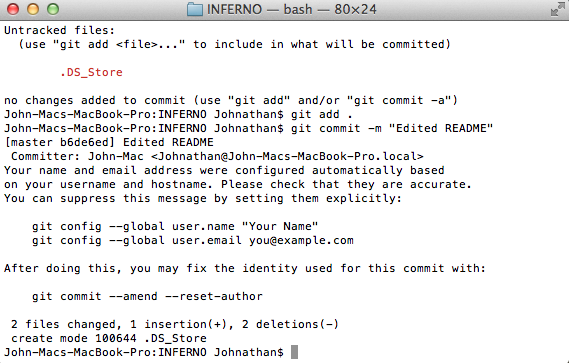 INFERNO — bash — 80×24
Untracked files:
  (use "git add <file>..." to include in what will be committed)

        .DS_Store

no changes added to commit (use "git add" and/or "git commit -a")
John-Macs-MacBook-Pro:INFERNO Johnathan$ git add .
John-Macs-MacBook-Pro:INFERNO Johnathan$ git commit -m "Edited README"
[master b6de6ed] Edited README
 Committer: John-Mac <Johnathan@John-Macs-MacBook-Pro.local>
Your name and email address were configured automatically based
on your username and hostname. Please check that they are accurate.
You can suppress this message by setting them explicitly:

    git config --global user.name "Your Name"
    git config --global user.email you@example.com

After doing this, you may fix the identity used for this commit with:

    git commit --amend --reset-author

 2 files changed, 1 insertion(+), 2 deletions(-)
 create mode 100644 .DS_Store
John-Macs-MacBook-Pro:INFERNO Johnathan$